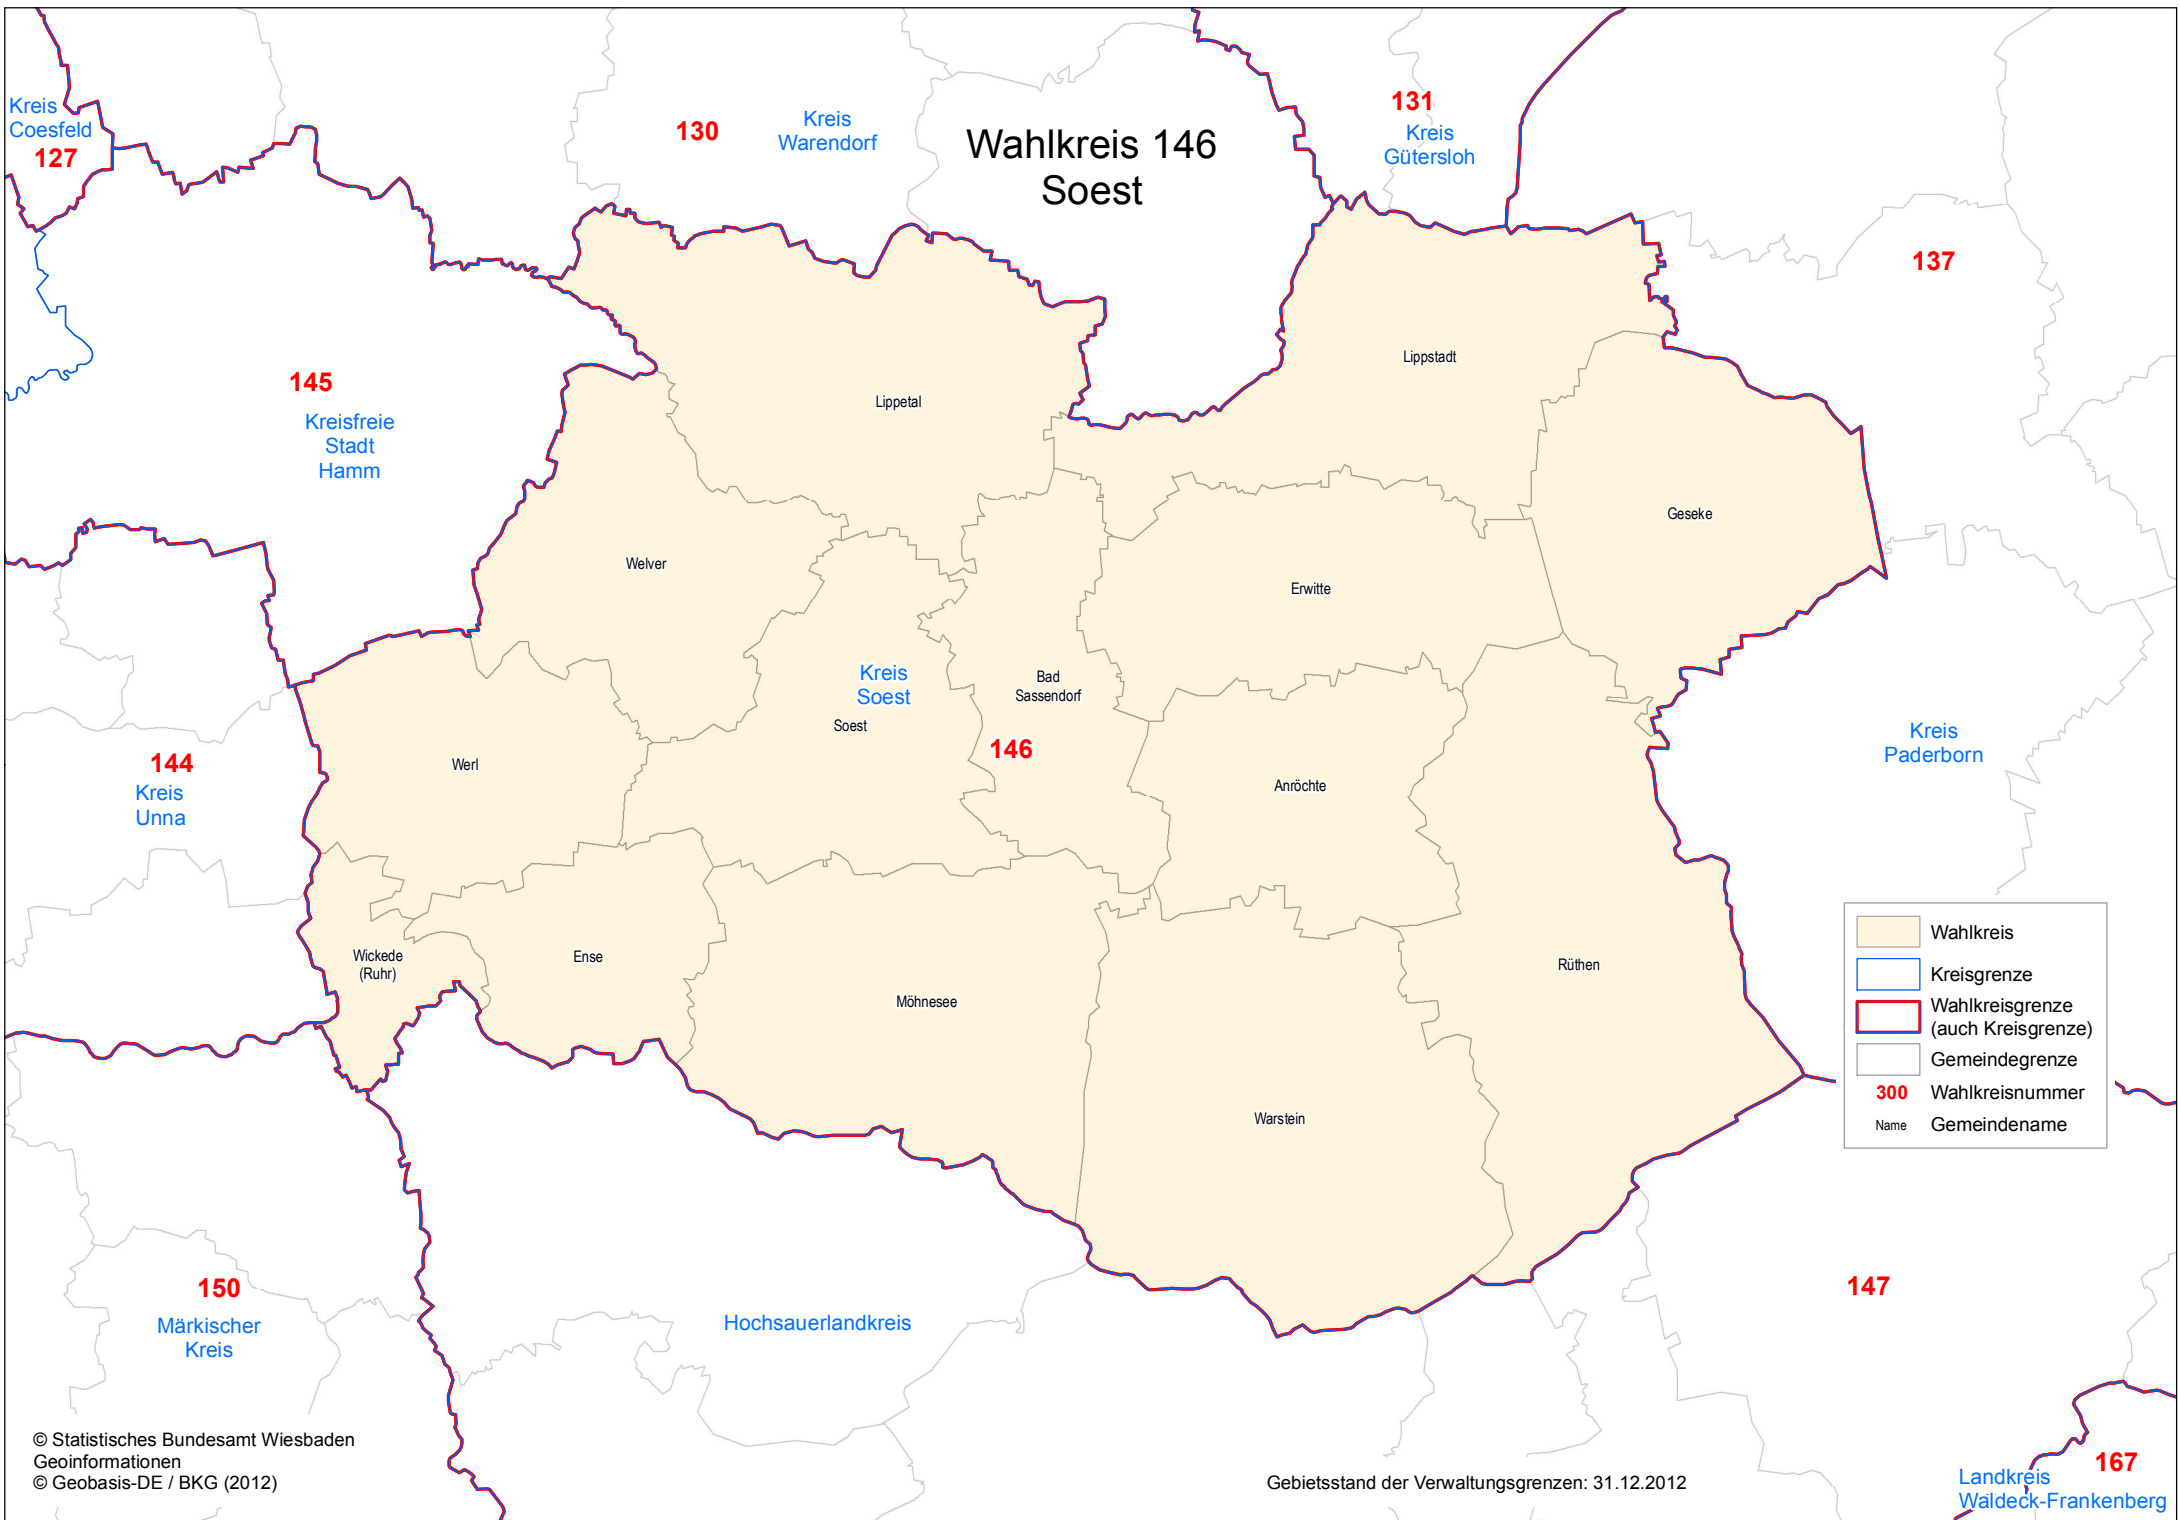 Wahlkreis 146
Soest
Kreis
Coesfeld
127
130
Kreis
Warendorf
131
Kreis
Gütersloh
137
145
Kreisfreie
Stadt
Hamm
Lippetal
Lippstadt
Geseke
Welver
Erwitte
Kreis
Soest
Soest
Bad
Sassendorf
146
Werl
Anröchte
144
Kreis
Unna
Kreis
Paderborn
Wickede
(Ruhr)
Ense
Möhnesee
Rüthen
Warstein
Wahlkreis
Kreisgrenze
Wahlkreisgrenze
(auch Kreisgrenze)
Gemeindegrenze
300 Wahlkreisnummer
Name Gemeindename
150
Märkischer
Kreis
Hochsauerlandkreis
147
167
Landkreis
Waldeck-Frankenberg
© Statistisches Bundesamt Wiesbaden
Geoinformationen
© Geobasis-DE / BKG (2012)
Gebietsstand der Verwaltungsgrenzen: 31.12.2012